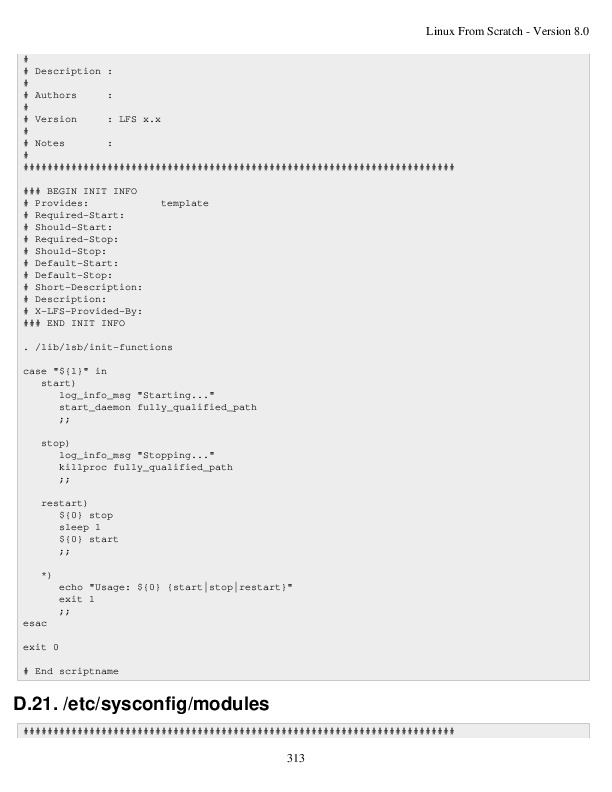 Linux From Scratch - Version 8.0
#
# Description :
#
# Authors     :
#
# Version     : LFS x.x
#
# Notes       :
#
########################################################################

### BEGIN INIT INFO
# Provides:            template
# Required-Start:
# Should-Start:
# Required-Stop:
# Should-Stop:
# Default-Start:
# Default-Stop:
# Short-Description:
# Description:
# X-LFS-Provided-By:
### END INIT INFO

. /lib/lsb/init-functions

case "${1}" in
   start)
      log_info_msg "Starting..."
      start_daemon fully_qualified_path
      ;;

   stop)
      log_info_msg "Stopping..."
      killproc fully_qualified_path
      ;;

   restart)
      ${0} stop
      sleep 1
      ${0} start
      ;;

   *)
      echo "Usage: ${0} {start|stop|restart}"
      exit 1
      ;;
esac

exit 0

# End scriptname
D.21. /etc/sysconfig/modules
########################################################################
313